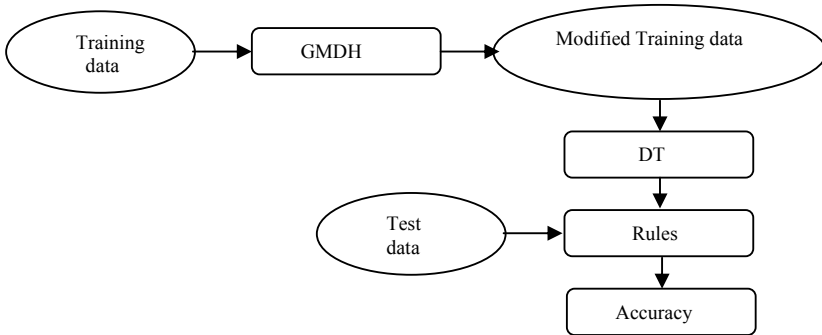 Training
data
GMDH
Modified Training data
DT
Test
data
Rules
Accuracy